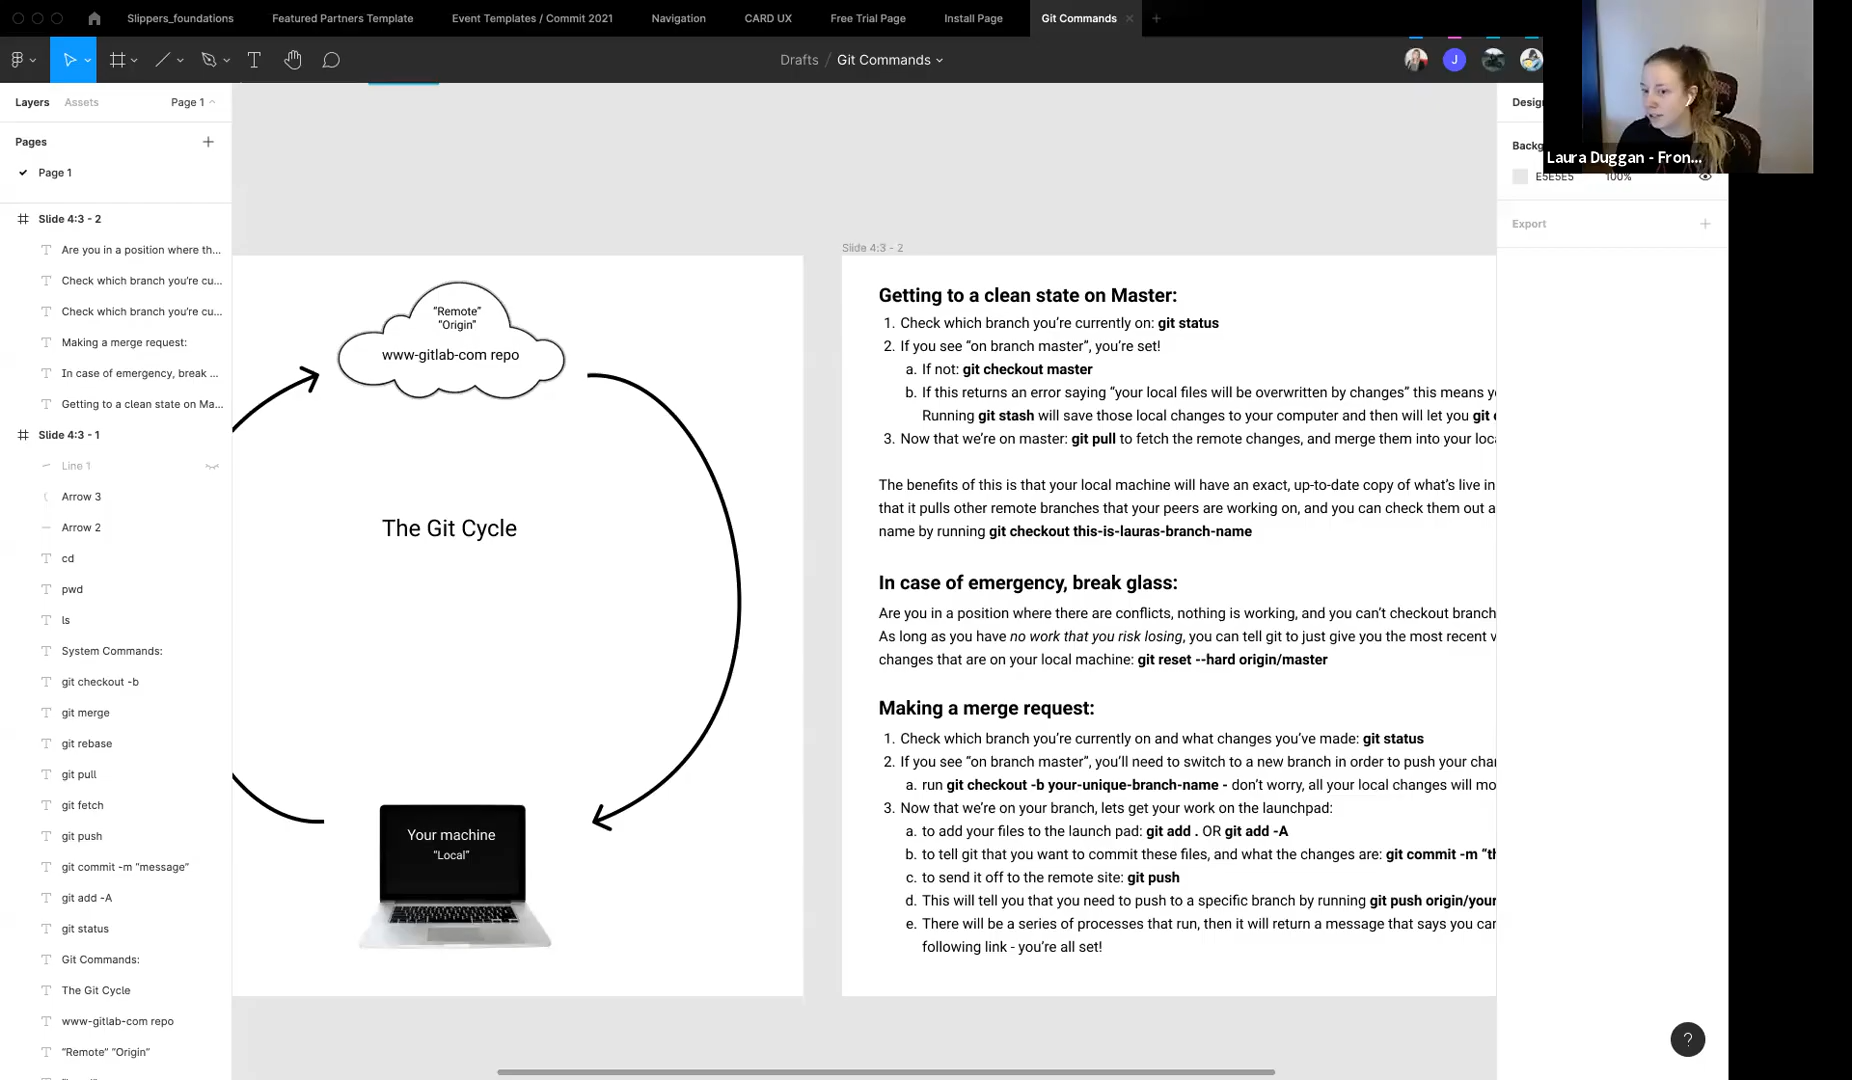 Slippers_foundations
Featured Partners Template
Event Templates / Commit 2021
Navigation
CARD UX
Free Trial Page
Install Page
Git Commands
Drafts / Git Commands
J
Layers
Assets
Page 1
Pages
Page 1
Slide 4:3 - 2
Are you in a position where th...
Check which branch you're cu...
Check which branch you're cu...
Making a merge request:
In case of emergency, break ...
Getting to a clean state on Ma...
Slide 4:3 - 1
Line 1
Arrow 3
Arrow 2
cd
pwd
ls
System Commands:
git checkout -b
git merge
git rebase
git pull
git fetch
git push
git commit -m "message"
git add -A
git status
Git Commands:
The Git Cycle
www-gitlab-com repo
"Remote" "Origin"
"Remote"
"Origin"
www-gitlab-com repo
The Git Cycle
Your machine
"Local"
Slide 4:3 - 2
Getting to a clean state on Master:
1. Check which branch you're currently on: git status
2. If you see "on branch master", you're set!
a. If not: git checkout master
b. If this returns an error saying "your local files will be overwritten by changes" this means
Running git stash will save those local changes to your computer and then will let you git
3. Now that we're on master: git pull to fetch the remote changes, and merge them into your
The benefits of this is that your local machine will have an exact, up-to-date copy of what's live in
that it pulls other remote branches that your peers are working on, and you can check them out a
name by running git checkout this-is-lauras-branch-name
In case of emergency, break glass:
Are you in a position where there are conflicts, nothing is working, and you can't checkout branch
As long as you have no work that you risk losing, you can tell git to just give you the most recent
changes that are on your local machine: git reset --hard origin/master
Making a merge request:
1. Check which branch you're currently on and what changes you've made: git status
2. If you see "on branch master", you'll need to switch to a new branch in order to push your
a. run git checkout -b your-unique-branch-name - don't worry, all your local changes will
3. Now that we're on your branch, lets get your work on the launchpad:
a. to add your files to the launch pad: git add . OR git add -A
b. to tell git that you want to commit these files, and what the changes are: git commit -m
c. to send it off to the remote site: git push
d. This will tell you that you need to push to a specific branch by running git push origin/your
e. There will be a series of processes that run, then it will return a message that says you
following link - you're all set!
Laura Duggan - Fron...
E5E5E5
100%
Export
?